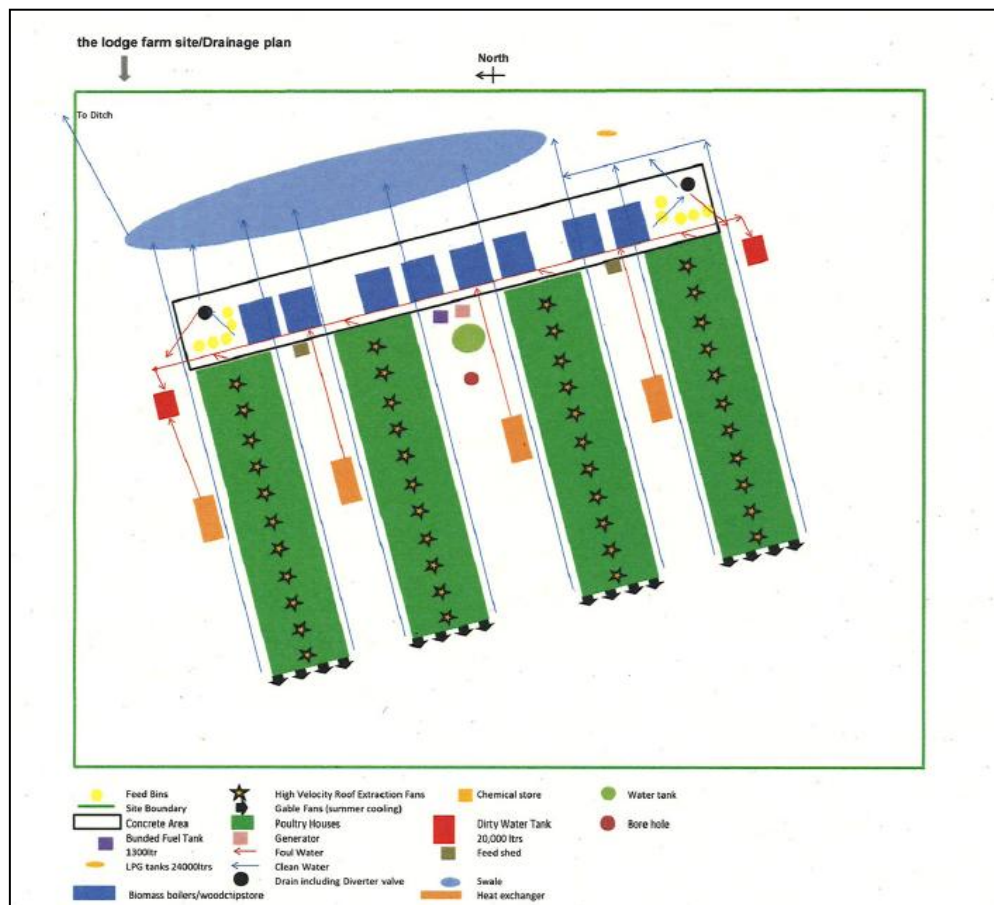 the lodge farm site/Drainage plan
North
To Ditch
Feed Bins
High Velocity Roof Extraction Fans
Chemical store
Water tank
Site Boundary
Gable Fans (summer cooling)
Concrete Area
Poultry Houses
Dirty Water Tank
20,000 ltrs
Bore hole
Bunded Fuel Tank
1300ltr
Generator
Foul Water
Feed shed
LPG tanks 24000ltrs
Clean Water
Drain including Diverter valve
Swale
Biomass boilers/woodchipstore
Heat exchanger